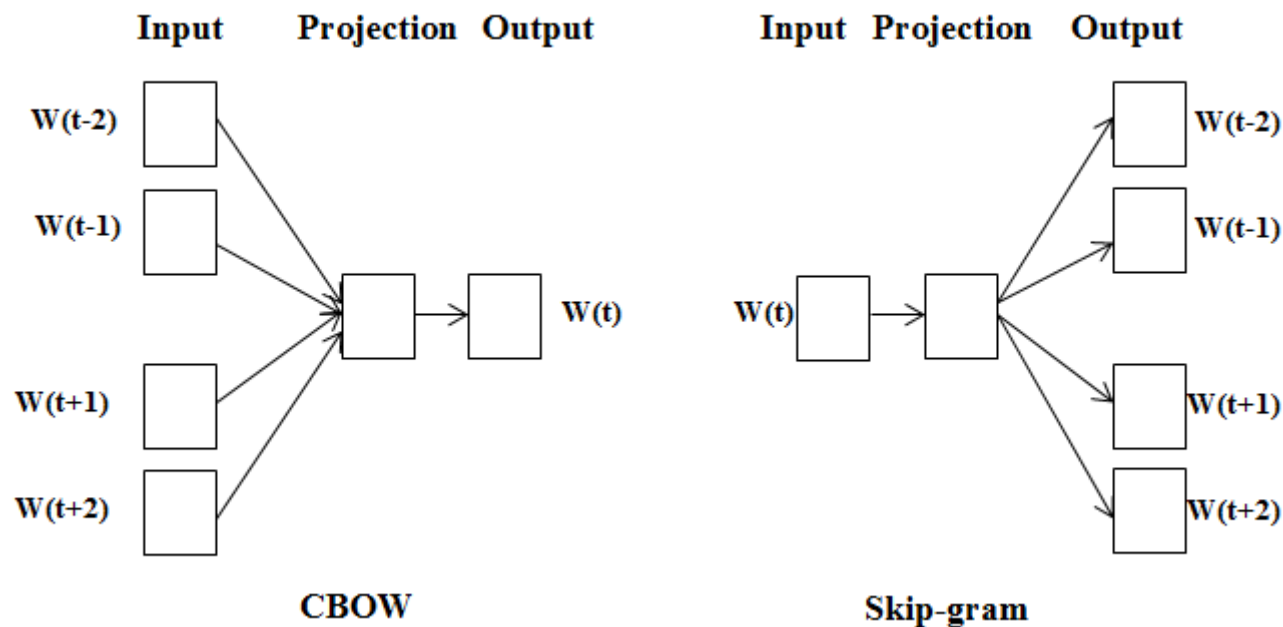 Input Projection Output
W(t-2)
W(t-1)
W(t)
W(t+1)
W(t+2)
CBOW
Input Projection Output
W(t-2)
W(t-1)
W(t)
W(t+1)
W(t+2)
Skip-gram